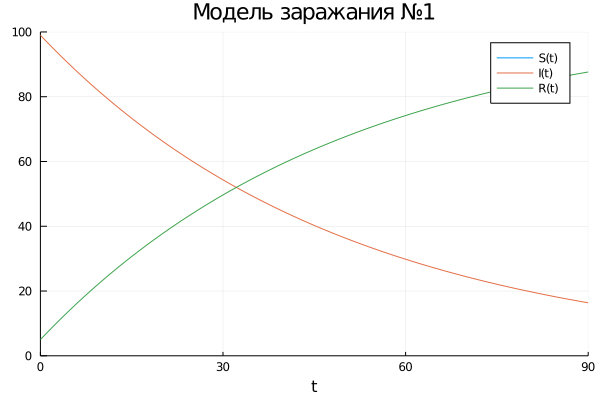 Модель заражания №1
100
80
60
40
20
0
S(t)
I(t)
R(t)
0 30 60 90
t